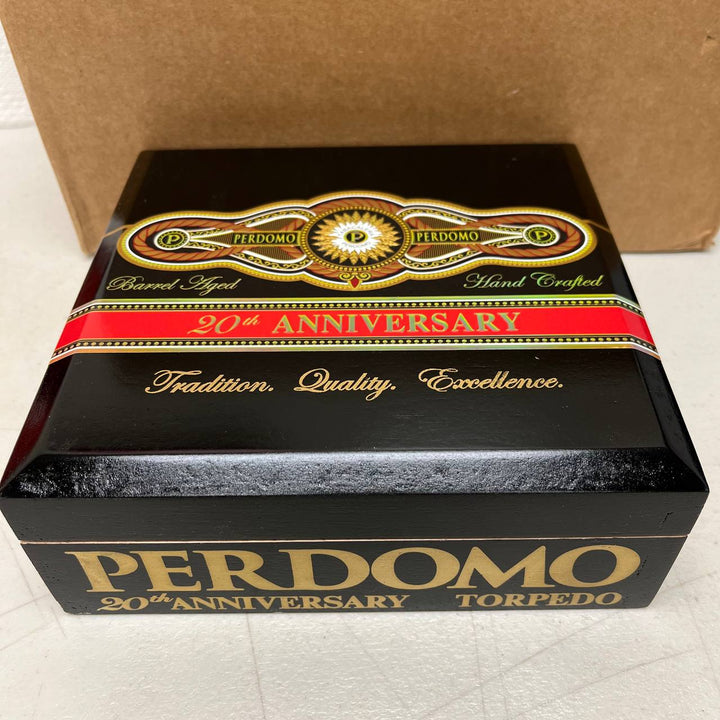 P PERDOMO P PERDOMO P
Barrel Aged Hand Crafted
20th ANNIVERSARY
Tradition. Quality. Excellence.
PERDOMO
20th ANNIVERSARY TORPEDO